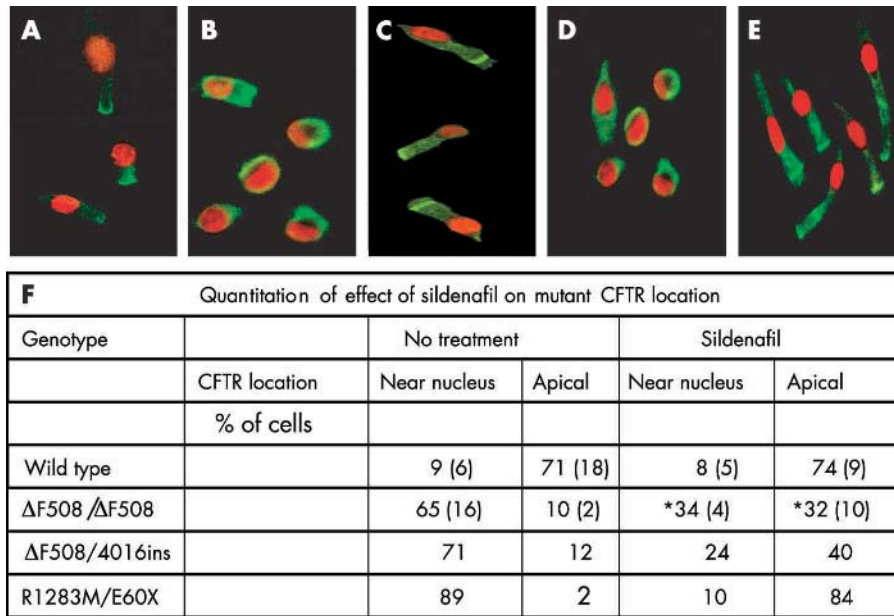 A B C D E
F Quantitation of effect of sildenafil on mutant CFTR location
Genotype No treatment Sildenafil
CFTR location Near nucleus Apical Near nucleus Apical
% of cells
Wild type 9 (6) 71 (18) 8 (5) 74 (9)
ΔF508/ΔF508 65 (16) 10 (2) *34 (4) *32 (10)
ΔF508/4016ins 71 12 24 40
R1283M/E60X 89 2 10 84